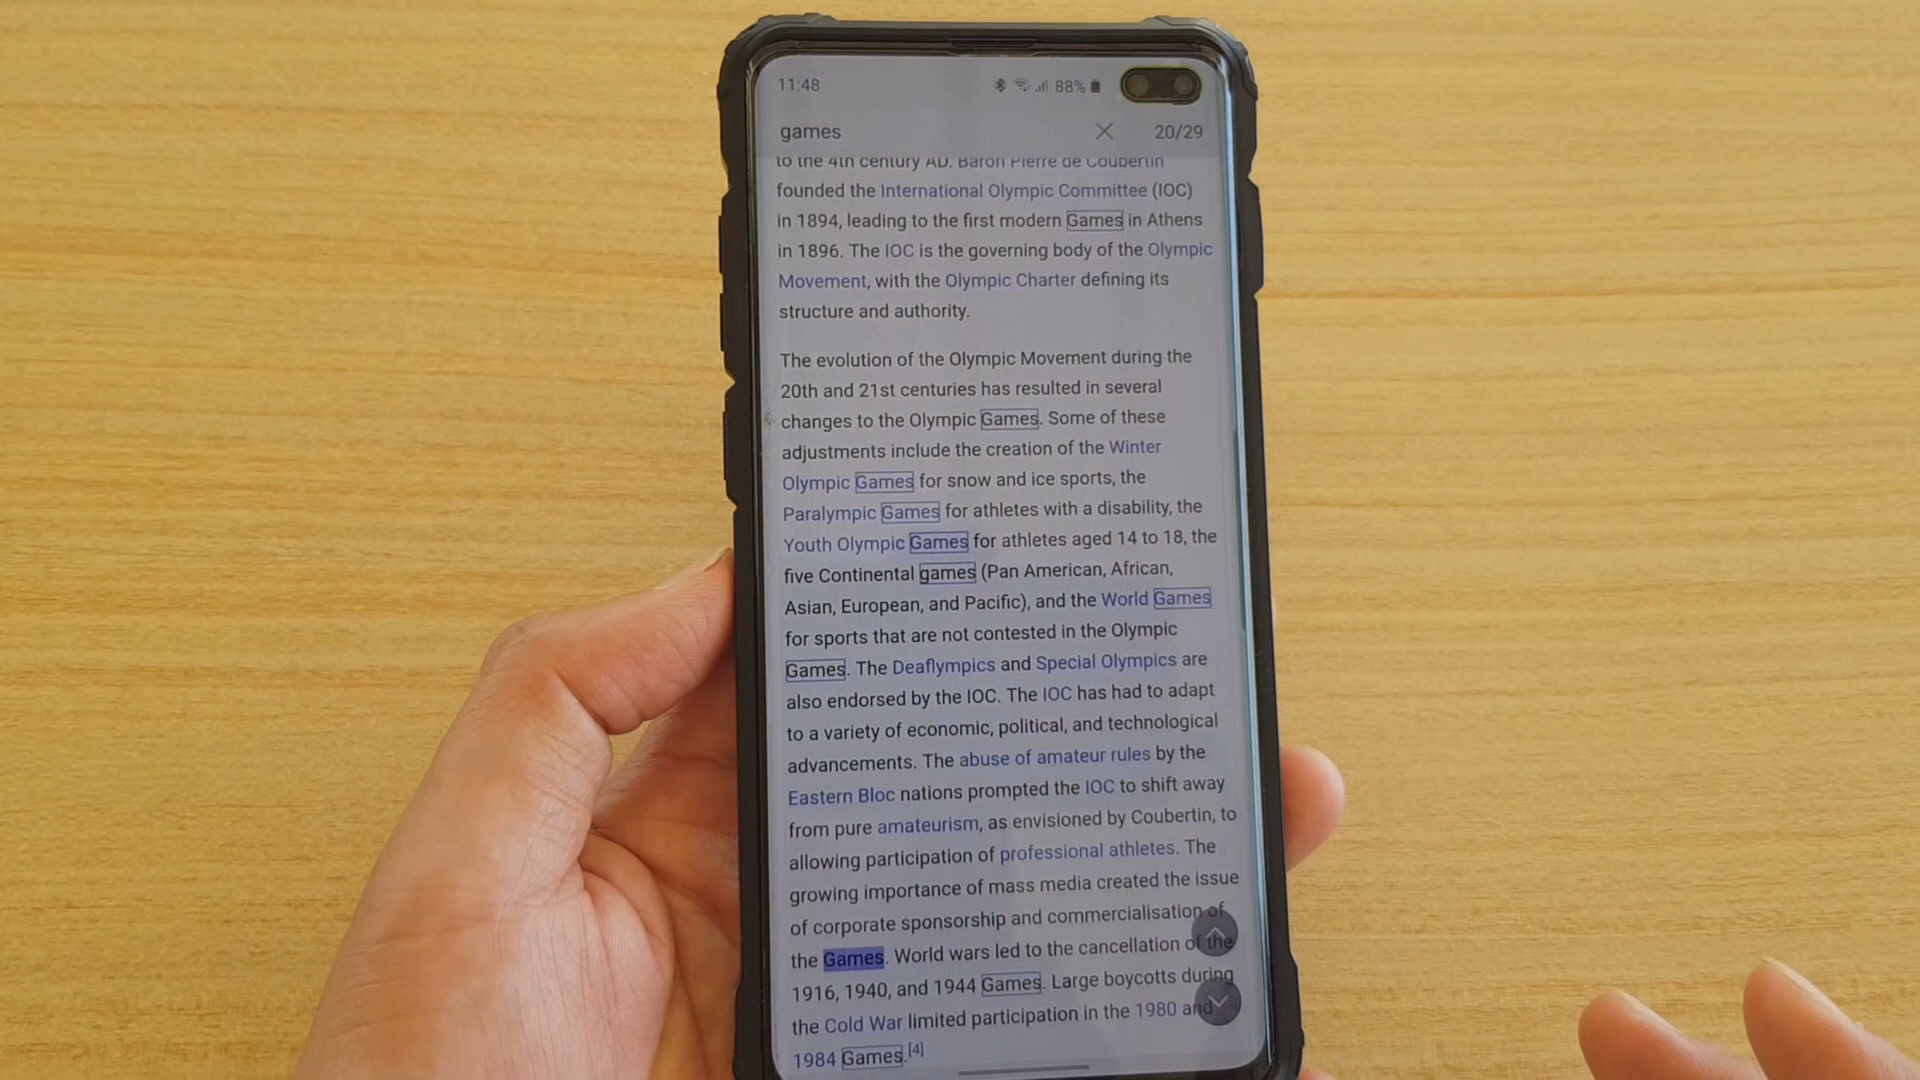 11:48 88%
games 20/29
to the 4th century AD. Baron Pierre de Coubertin
founded the International Olympic Committee (IOC)
in 1894, leading to the first modern Games in Athens
in 1896. The IOC is the governing body of the Olympic
Movement, with the Olympic Charter defining its
structure and authority.
The evolution of the Olympic Movement during the
20th and 21st centuries has resulted in several
changes to the Olympic Games. Some of these
adjustments include the creation of the Winter
Olympic Games for snow and ice sports, the
Paralympic Games for athletes with a disability, the
Youth Olympic Games for athletes aged 14 to 18, the
five Continental games (Pan American, African,
Asian, European, and Pacific), and the World Games
for sports that are not contested in the Olympic
Games. The Deaflympics and Special Olympics are
also endorsed by the IOC. The IOC has had to adapt
to a variety of economic, political, and technological
advancements. The abuse of amateur rules by the
Eastern Bloc nations prompted the IOC to shift away
from pure amateurism, as envisioned by Coubertin, to
allowing participation of professional athletes. The
growing importance of mass media created the issue
of corporate sponsorship and commercialisation of
the Games. World wars led to the cancellation of the
1916, 1940, and 1944 Games. Large boycotts during
the Cold War limited participation in the 1980 and
1984 Games.[4]